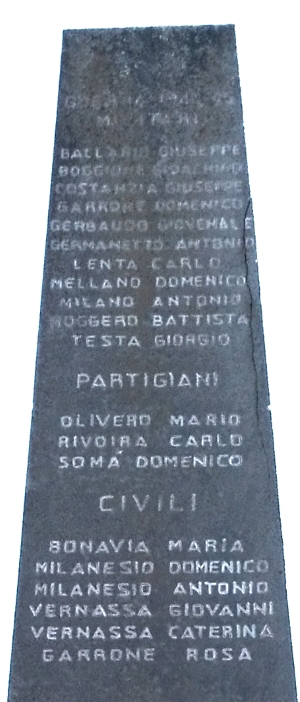 MILITARI
BALLARIO GIUSEPPE
BOGGIONE GIOACHINO
COSTANZIA GIUSEPPE
GARRONE DOMENICO
GERBAUDO GIOVENALE
GERMANETTO ANTONIO
LENTA CARLO
MELLANO DOMENICO
MILANO ANTONIO
ROGGERO BATTISTA
TESTA GIORGIO
PARTIGIANI
OLIVERO MARIO
RIVOIRA CARLO
SOMÁ DOMENICO
CIVILI
BONAVIA MARIA
MILANESIO DOMENICO
MILANESIO ANTONIO
VERNASSA GIOVANNI
VERNASSA CATERINA
GARRONE ROSA